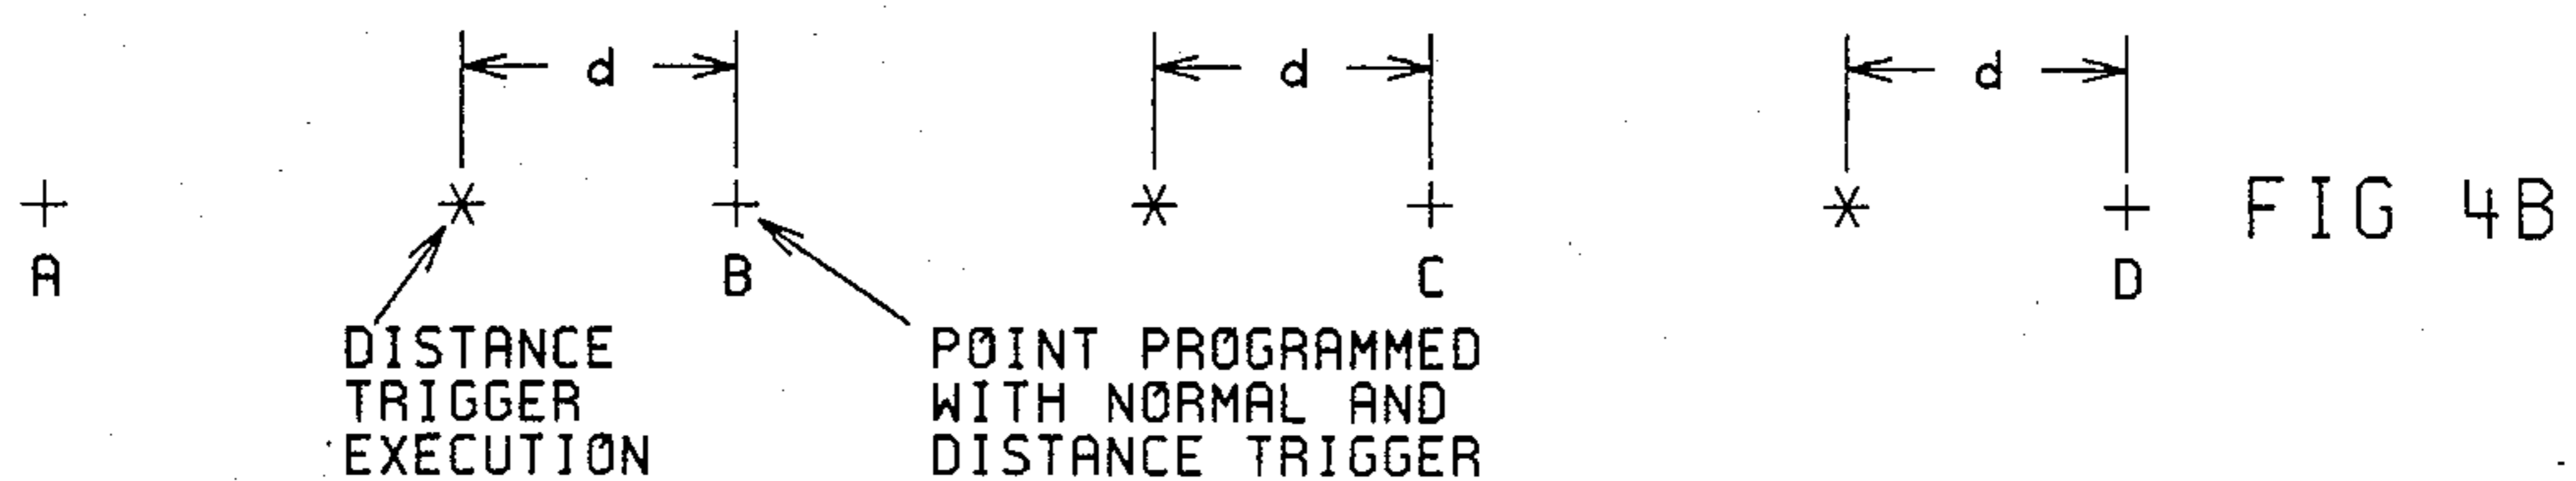 d d d
A B C D FIG 4B
DISTANCE
TRIGGER
EXECUTION
POINT PROGRAMMED
WITH NORMAL AND
DISTANCE TRIGGER